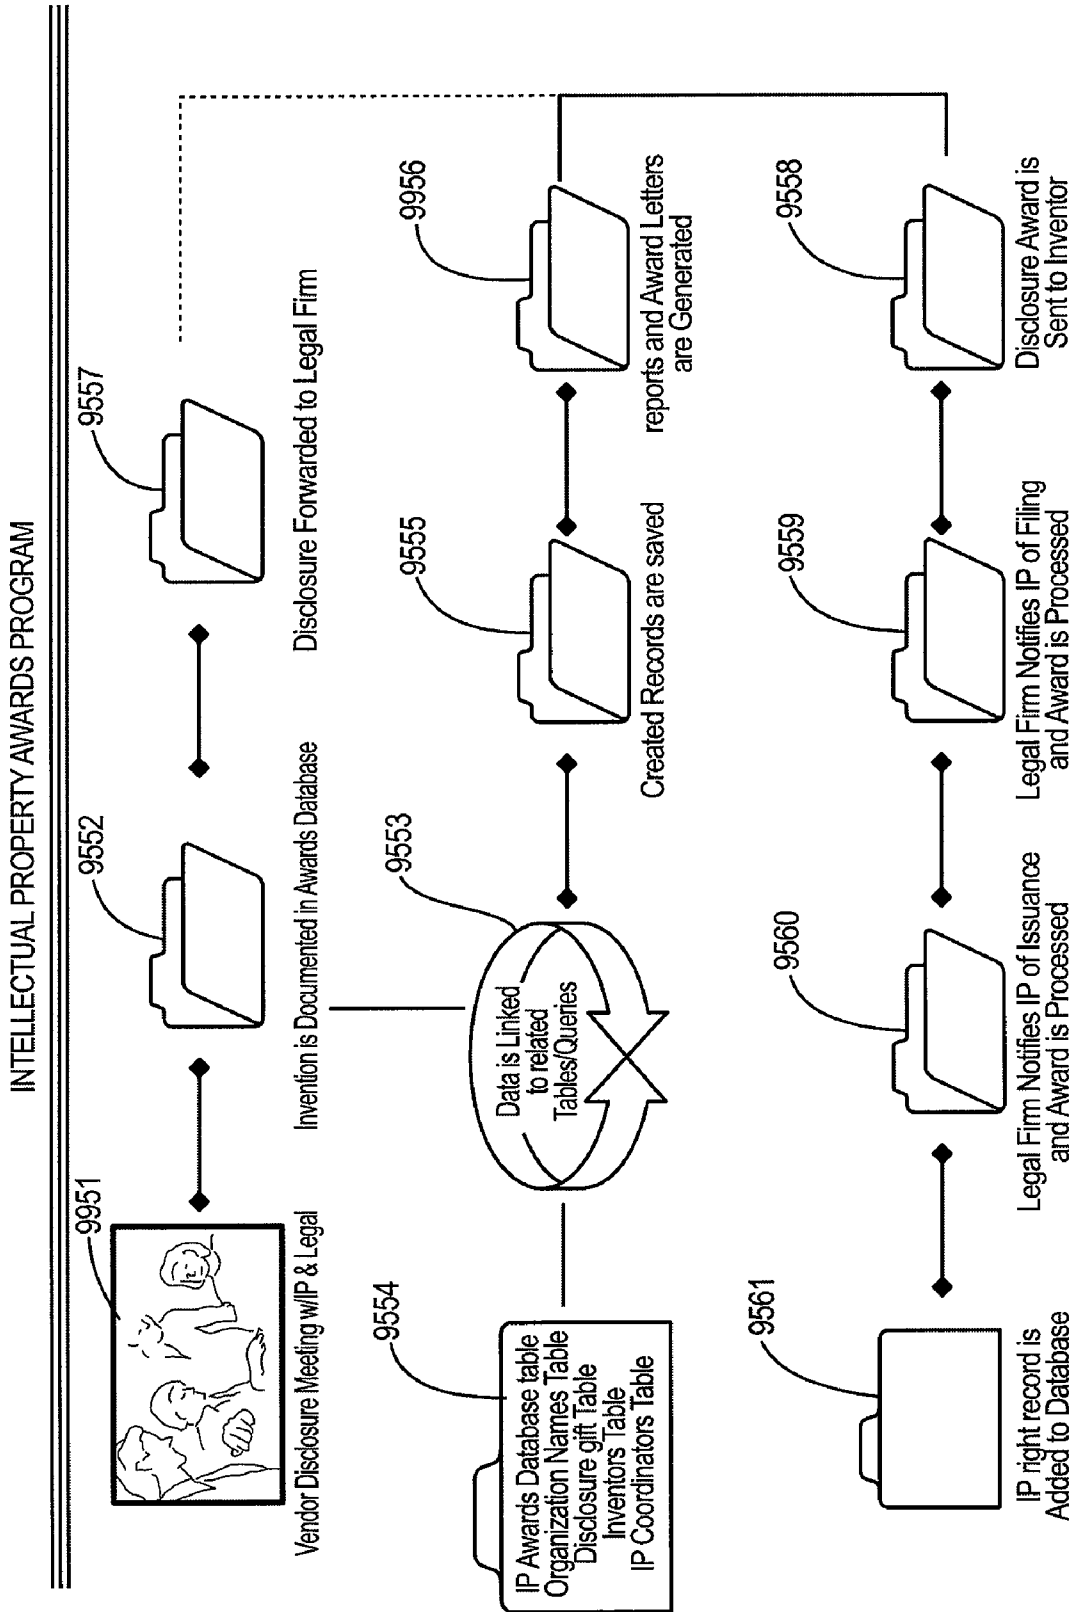 INTELLECTUAL PROPERTY AWARDS PROGRAM
9951
Vendor Disclosure Meeting w/IP & Legal
9552
Invention is Documented in Awards Database
9557
Disclosure Forwarded to Legal Firm
9554
IP Awards Database table
Organization Names Table
Disclosure gift Table
Inventors Table
IP Coordinators Table
9553
Data is Linked
to related
Tables/Queries
9555
Created Records are saved
9956
reports and Award Letters
are Generated
9561
IP right record is
Added to Database
9560
Legal Firm Notifies IP of Issuance
and Award is Processed
9559
Legal Firm Notifies IP of Filing
and Award is Processed
9558
Disclosure Award is
Sent to Inventor